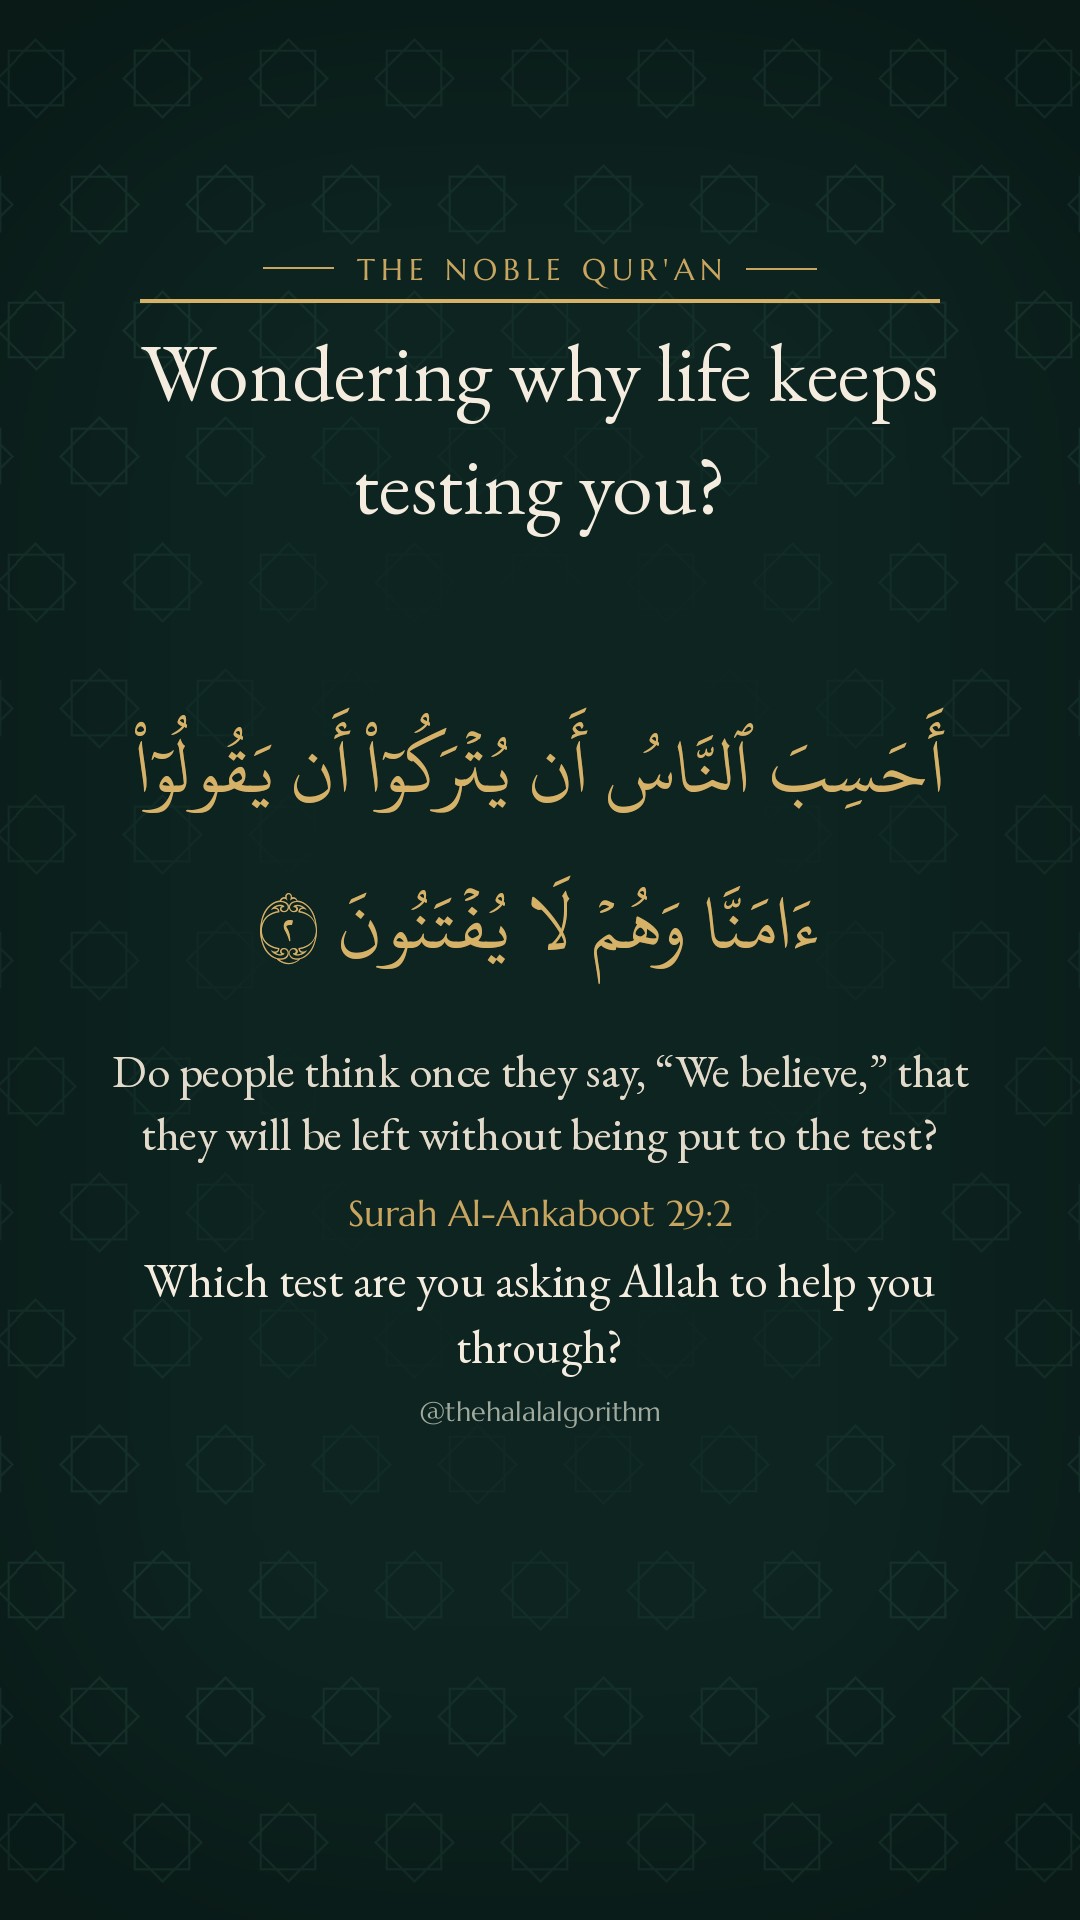 THE NOBLE QUR'AN
Wondering why life keeps
testing you?
أَحَسِبَ ٱلنَّاسُ أَن يُتْرَكُوٓا۟ أَن يَقُولُوٓا۟
ءَامَنَّا وَهُمْ لَا يُفْتَنُونَ ٢
Do people think once they say, “We believe,” that
they will be left without being put to the test?
Surah Al-Ankaboot 29:2
Which test are you asking Allah to help you
through?
@thehalalalgorithm